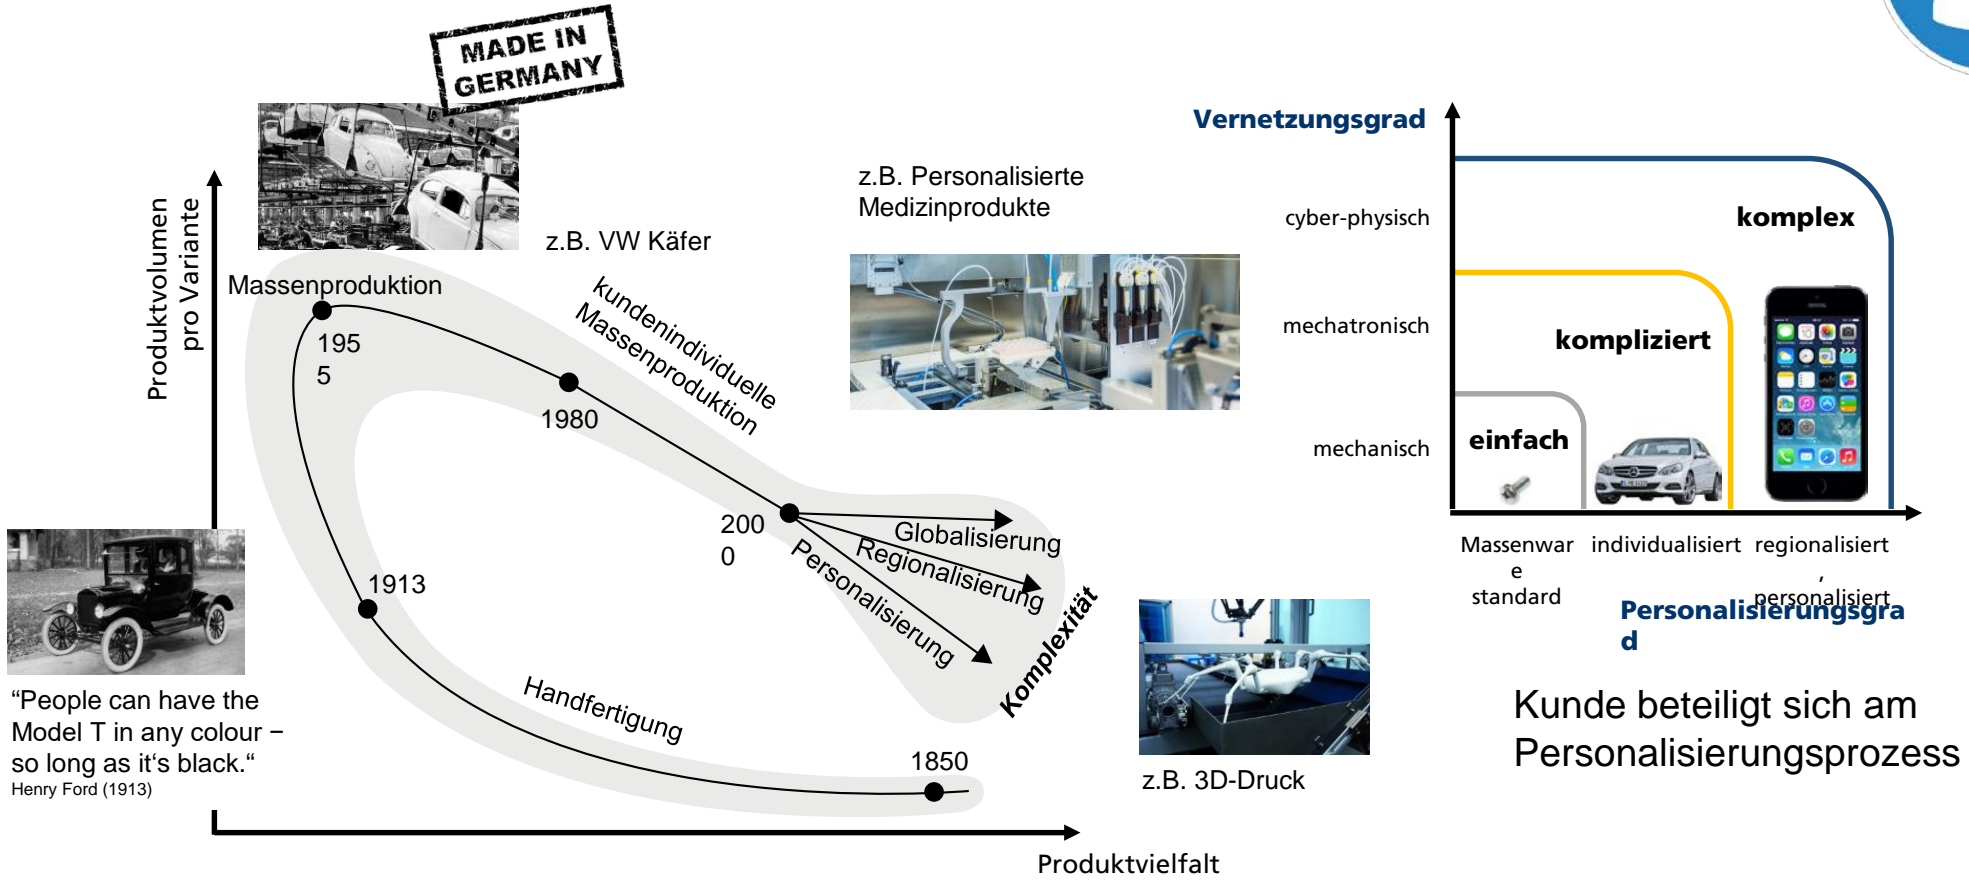 MADE IN
GERMANY
Produktvolumen
pro Variante
z.B. VW Käfer
Massenproduktion
195
5
kundenindividuelle
Massenproduktion
1980
z.B. Personalisierte
Medizinprodukte
200
0
Globalisierung
Regionalisierung
Personalisierung
Komplexität
1913
Handfertigung
1850
“People can have the
Model T in any colour –
so long as it‘s black.“
Henry Ford (1913)
z.B. 3D-Druck
Produktvielfalt
Vernetzungsgrad
cyber-physisch
mechatronisch
mechanisch
komplex
kompliziert
einfach
Massenwar
e
standard
individualisiert
regionalisiert
,
personalisiert
Personalisierungsgra
d
Kunde beteiligt sich am
Personalisierungsprozess